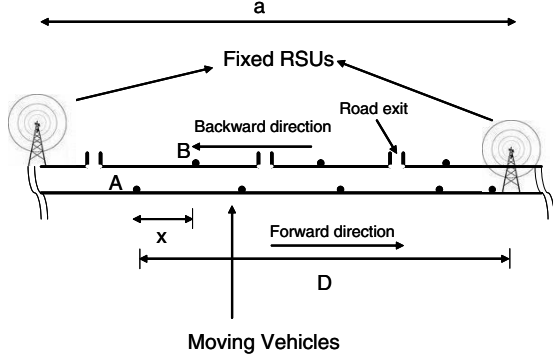 a
Fixed RSUs
Road exit
Backward direction
B
A
x
Forward direction
D
Moving Vehicles